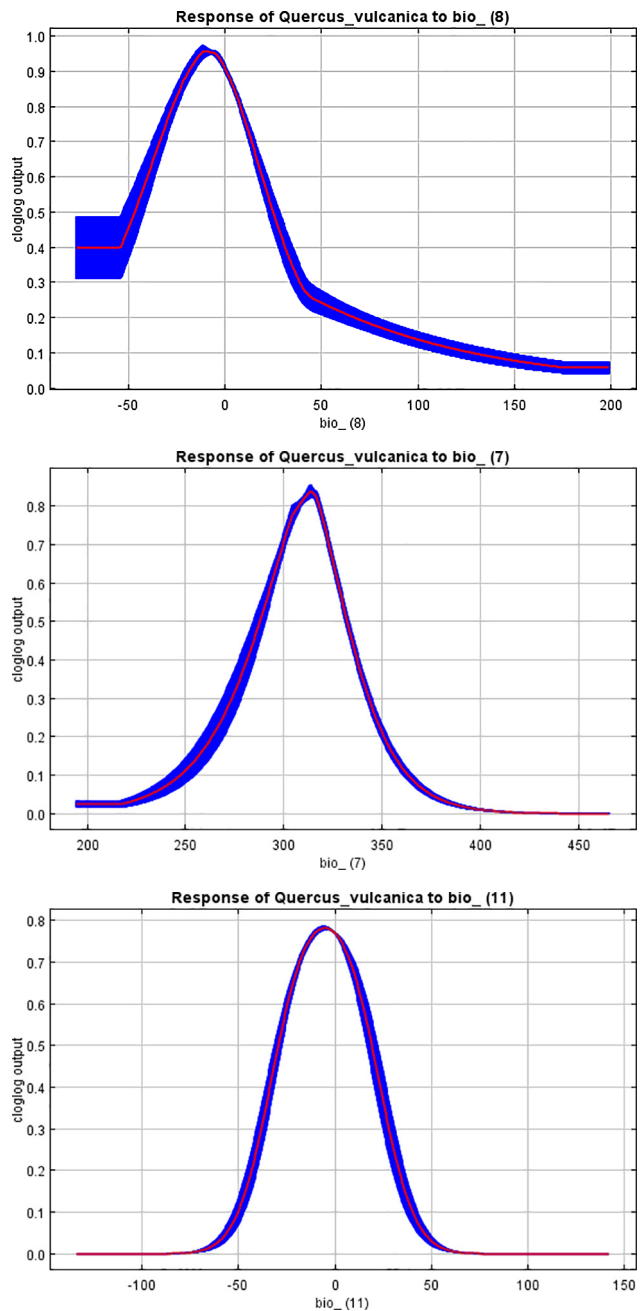 Response of Quercus_vulcanica to bio_ (8)
cloglog output
1.0
0.9
0.8
0.7
0.6
0.5
0.4
0.3
0.2
0.1
0.0
-50 0 50 100 150 200
bio_ (8)
Response of Quercus_vulcanica to bio_ (7)
cloglog output
0.8
0.7
0.6
0.5
0.4
0.3
0.2
0.1
0.0
200 250 300 350 400 450
bio_ (7)
Response of Quercus_vulcanica to bio_ (11)
cloglog output
0.8
0.7
0.6
0.5
0.4
0.3
0.2
0.1
0.0
-100 -50 0 50 100 150
bio_ (11)